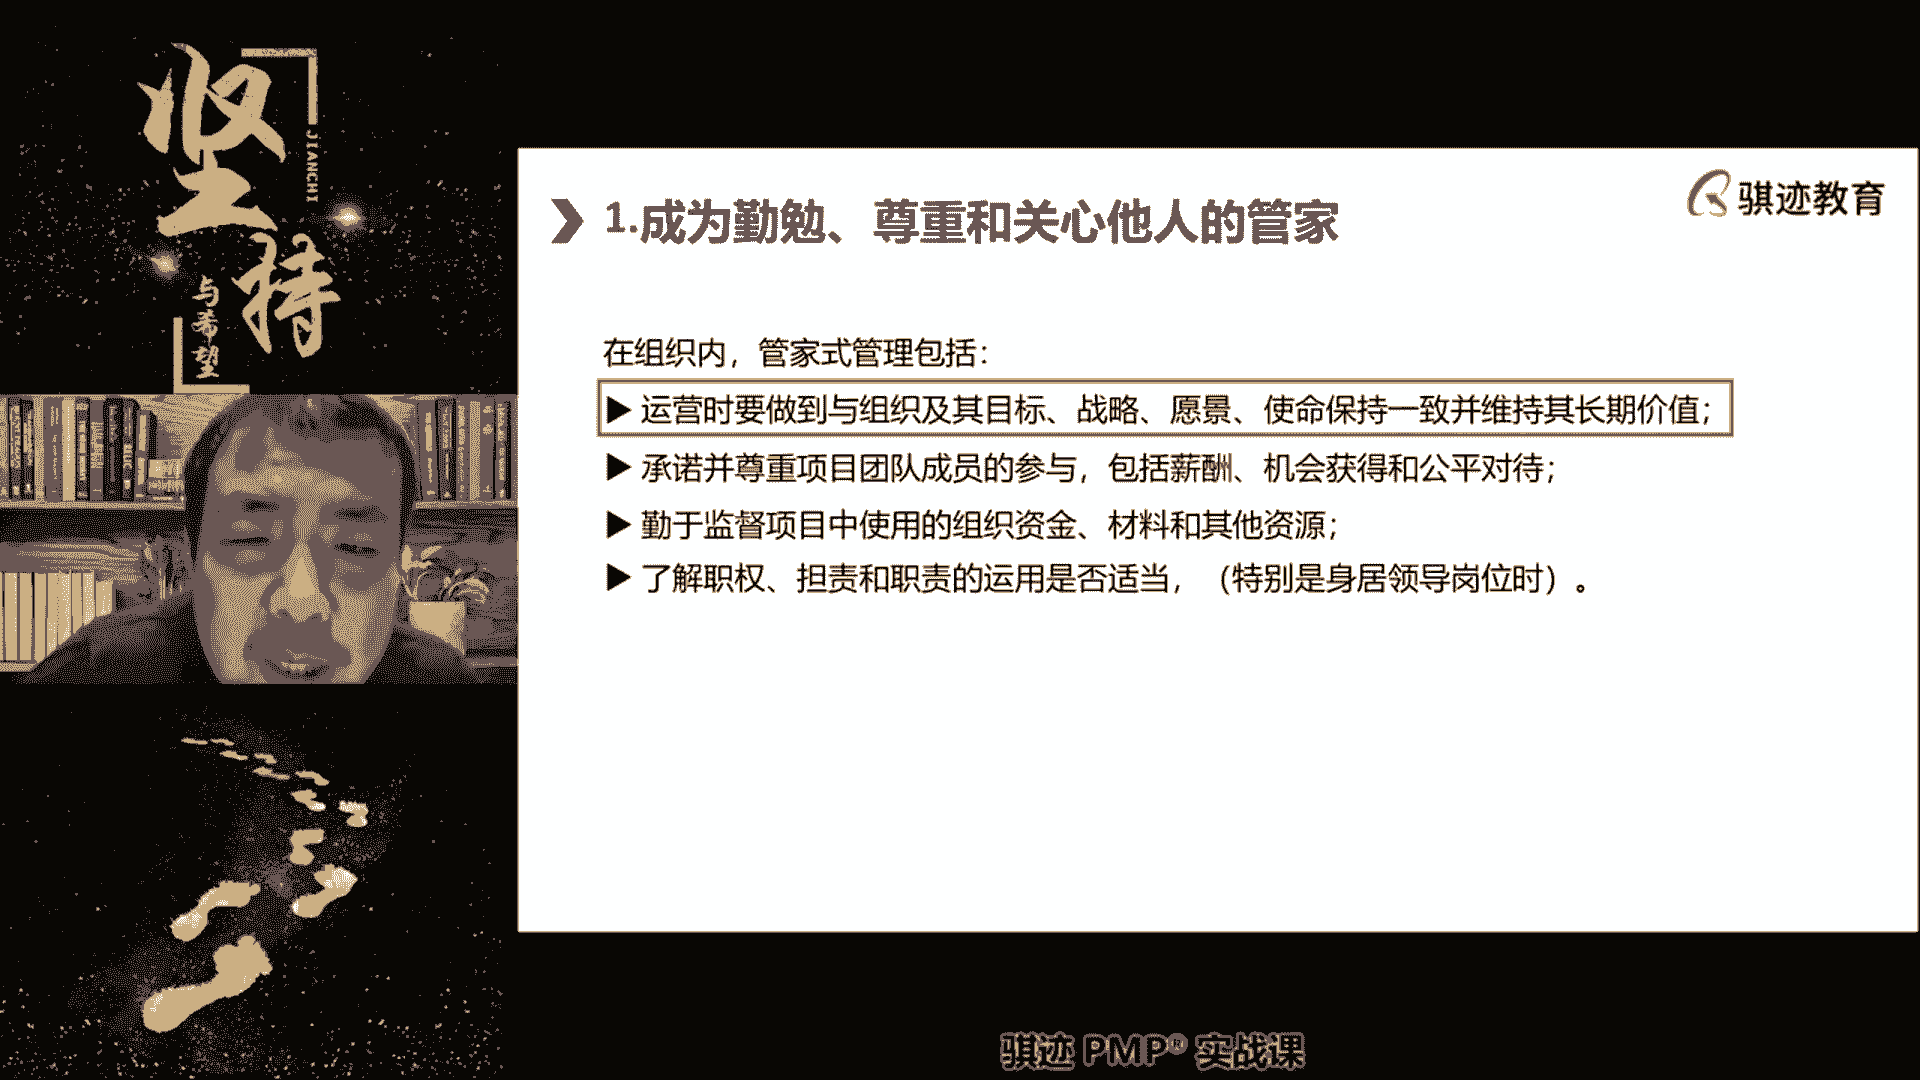 坚持
JIANCHI
与希望
骐迹教育
1.成为勤勉、尊重和关心他人的管家
在组织内，管家式管理包括：
▶ 运营时要做到与组织及其目标、战略、愿景、使命保持一致并维持其长期价值；
▶ 承诺并尊重项目团队成员的参与，包括薪酬、机会获得和公平对待；
▶ 勤于监督项目中使用的组织资金、材料和其他资源；
▶ 了解职权、担责和职责的运用是否适当，（特别是身居领导岗位时）。
骐迹 PMP® 实战课